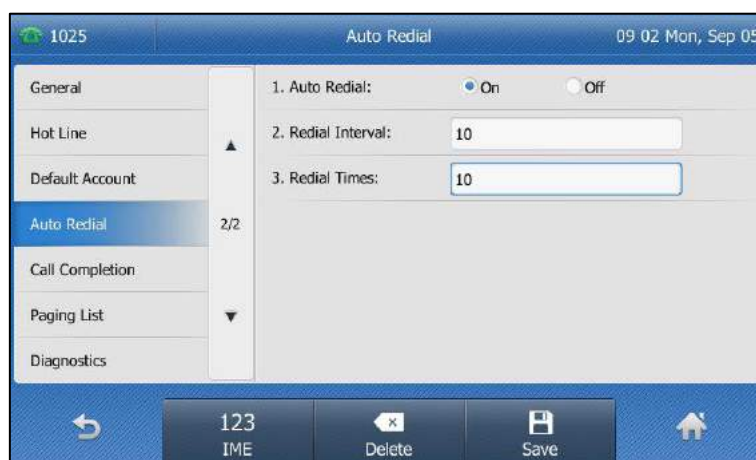 1025 Auto Redial 09 02 Mon, Sep 05
General
Hot Line
Default Account
Auto Redial
Call Completion
Paging List
Diagnostics
2/2
1. Auto Redial: On Off
2. Redial Interval: 10
3. Redial Times: 10
123
IME
Delete
Save